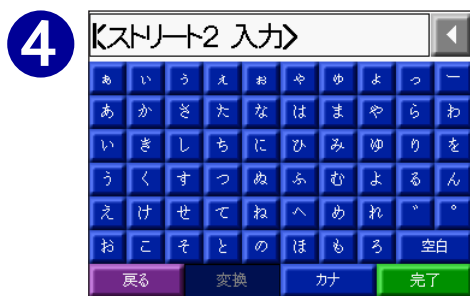 4
【ストリート2 入力】
ぁ ぃ ぅ ぇ ぉ ゃ ゅ ょ っ ー
あ か さ た な は ま や ら わ
い き し ち に ひ み ゆ り を
う く す つ ぬ ふ む よ る ん
え け せ て ね へ め れ ゛ ゜
お こ そ と の ほ も ろ 空白
戻る 変換 カナ 完了